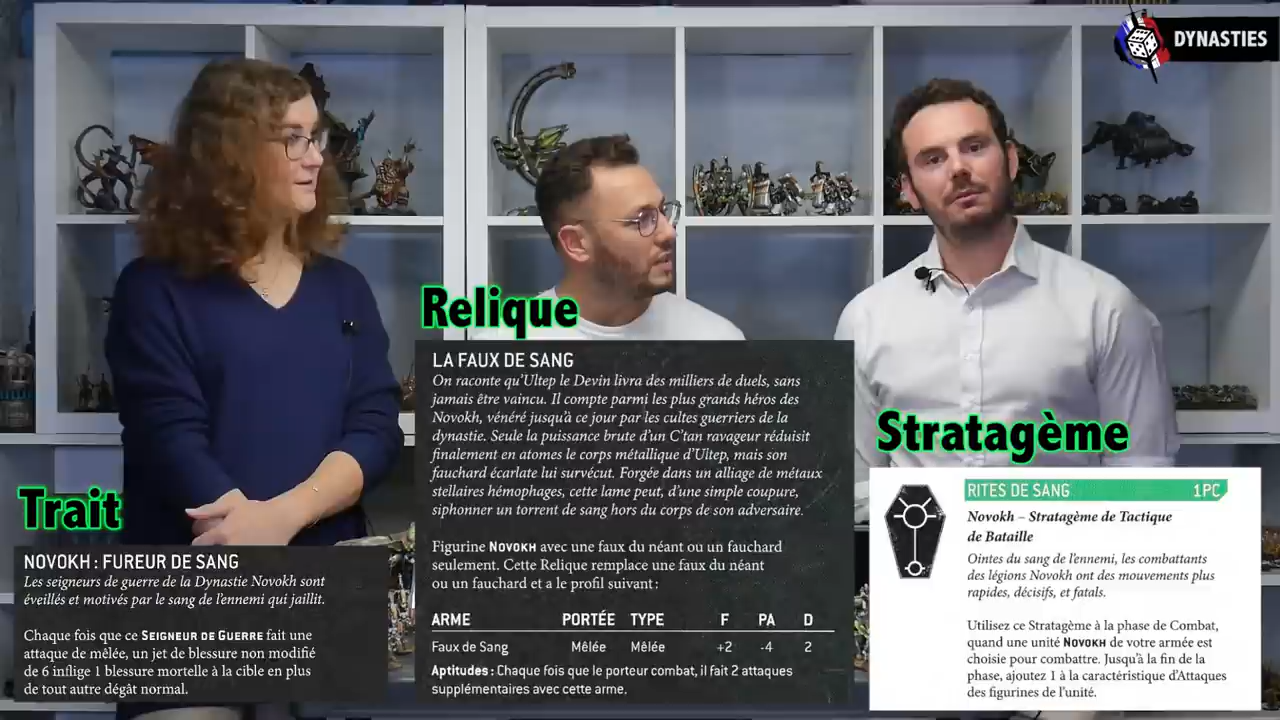 DYNASTIES
Trait
NOVOKH : FUREUR DE SANG
Les seigneurs de guerre de la Dynastie Novokh sont
éveillés et motivés par le sang de l'ennemi qui jaillit.
Chaque fois que ce SEIGNEUR DE GUERRE fait une
attaque de mêlée, un jet de blessure non modifié
de 6 inflige 1 blessure mortelle à la cible en plus
de tout autre dégât normal.
Relique
LA FAUX DE SANG
On raconte qu'Ultep le Devin livra des milliers de duels, sans
jamais être vaincu. Il compte parmi les plus grands héros des
Novokh, vénéré jusqu'à ce jour par les cultes guerriers de la
dynastie. Seule la puissance brute d'un C'tan ravageur réduisit
finalement en atomes le corps métallique d'Ultep, mais son
fauchard écarlate lui survécut. Forgée dans un alliage de métaux
stellaires hémophages, cette lame peut, d'une simple coupure,
siphonner un torrent de sang hors du corps de son adversaire.
Figurine NOVOKH avec une faux du néant ou un fauchard
seulement. Cette Relique remplace une faux du néant
ou un fauchard et a le profil suivant :
ARME PORTÉE TYPE F PA D
Faux de Sang Mêlée Mêlée +2 -4 2
Aptitudes : Chaque fois que le porteur combat, il fait 2 attaques
supplémentaires avec cette arme.
Stratagème
RITES DE SANG 1PC
Novokh – Stratagème de Tactique
de Bataille
Ointes du sang de l'ennemi, les combattants
des légions Novokh ont des mouvements plus
rapides, décisifs, et fatals.
Utilisez ce Stratagème à la phase de Combat,
quand une unité NOVOKH de votre armée est
choisie pour combattre. Jusqu'à la fin de la
phase, ajoutez 1 à la caractéristique d'Attaques
des figurines de l'unité.